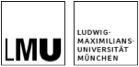 LMU
LUDWIG-
MAXIMILIANS-
UNIVERSITÄT
MÜNCHEN